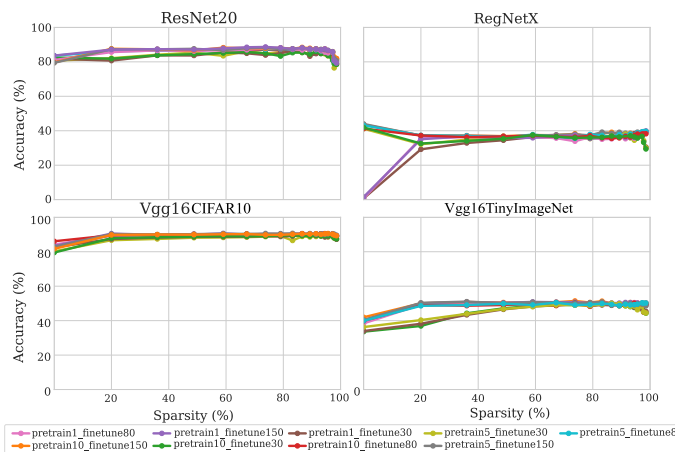 ResNet20
RegNetX
100
80
60
40
20
0
Accuracy (%)
Vgg16CIFAR10
Vgg16TinyImageNet
100
80
60
40
20
0
Accuracy (%)
0 20 40 60 80 100
Sparsity (%)
0 20 40 60 80 100
Sparsity (%)
pretrain1_finetune80 pretrain1_finetune150 pretrain1_finetune30 pretrain5_finetune30 pretrain5_finetune8
pretrain10_finetune150 pretrain10_finetune30 pretrain10_finetune80 pretrain5_finetune150